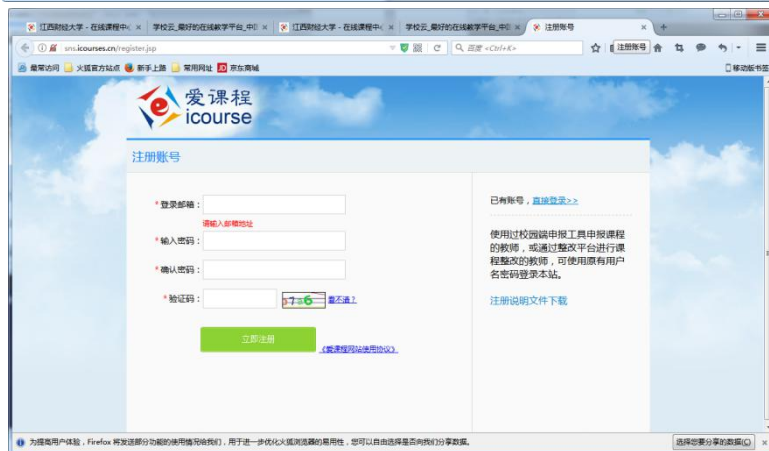 江西财经大学 - 在线课程中心
学校云_最好的在线教学平台_中国
江西财经大学 - 在线课程中心
学校云_最好的在线教学平台_中国
注册账号
sns.icourses.cn/register.jsp
百度 <Ctrl+K>
注册账号
最常访问 火狐官方站点 新手上路 常用网址 JD 京东商城
移动版书签
爱课程
icourse
注册账号
*登录邮箱：
请输入邮箱地址
*输入密码：
*确认密码：
*验证码：
看不清？
立即注册
《爱课程网站使用协议》
已有账号，直接登录>>
使用过校园端申报工具申报课程
的教师，或通过整改平台进行课
程整改的教师，可使用原有用户
名密码登录本站。
注册说明文件下载
为提高用户体验，Firefox 将发送部分功能的使用情况给我们，用于进一步优化火狐浏览器的易用性，您可以自由选择是否向我们分享数据。
选择您要分享的数据(C)